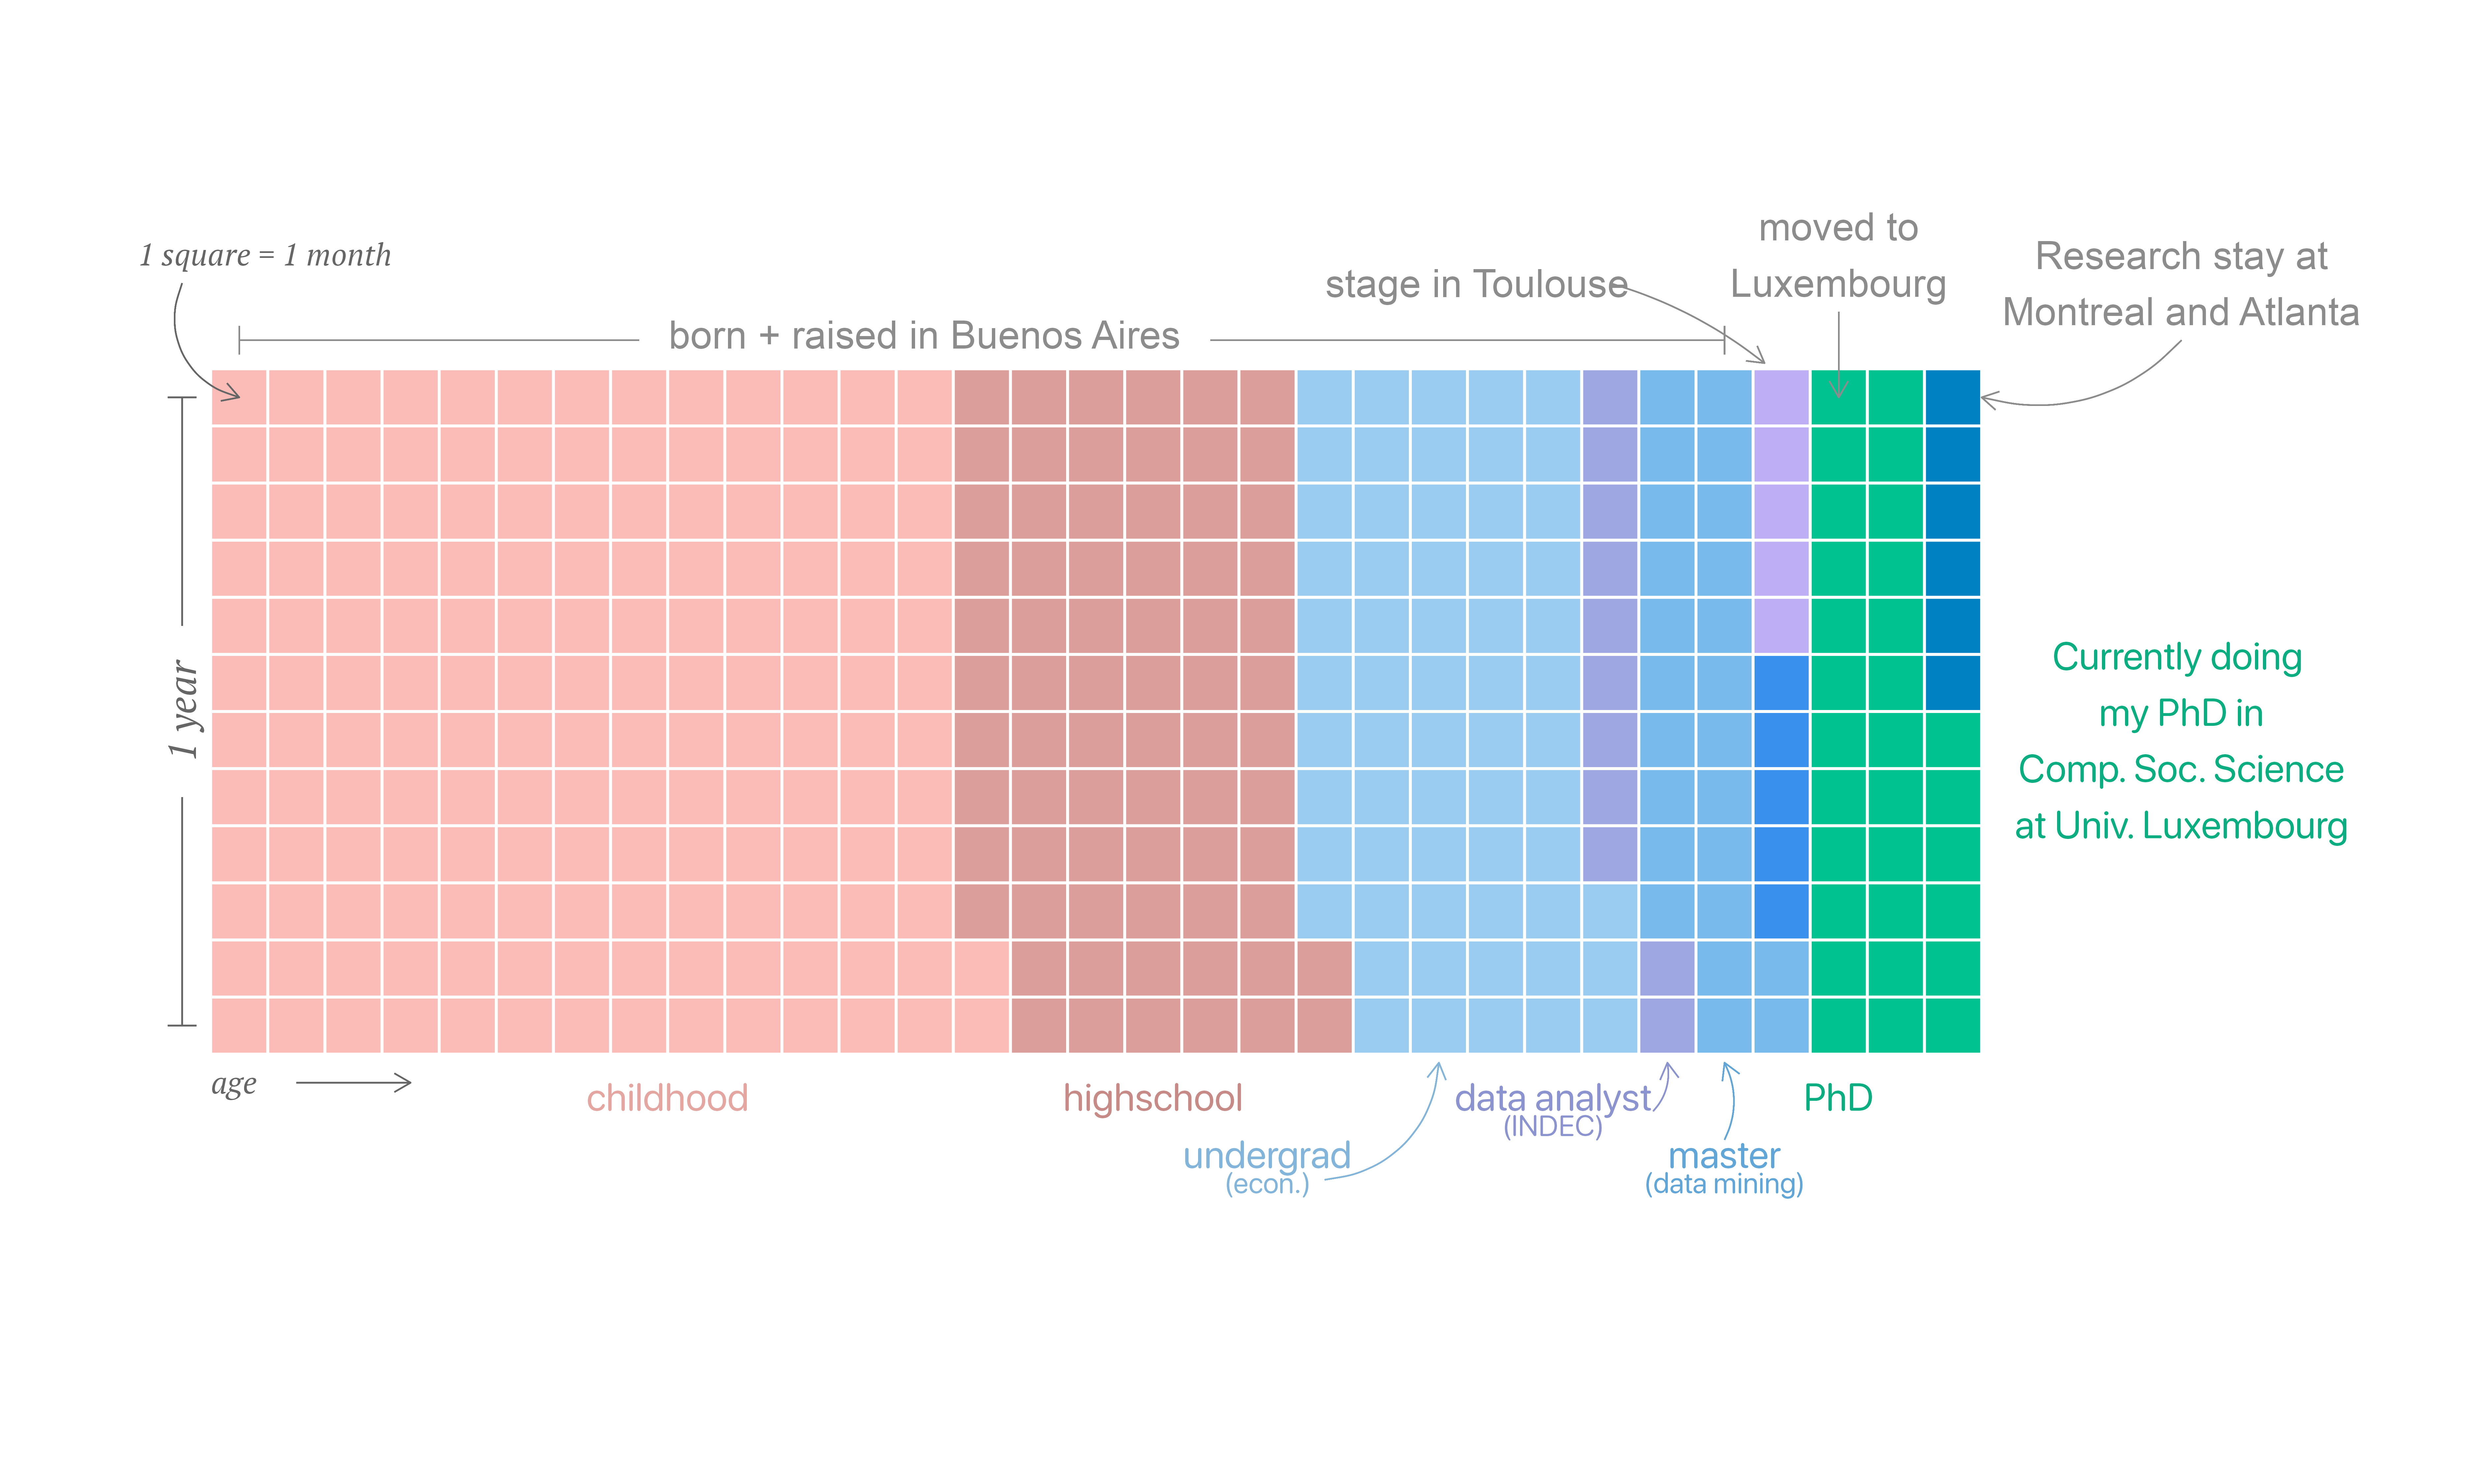 moved to
Luxembourg
1 square = 1 month
stage in Toulouse
Research stay at
Montreal and Atlanta
born + raised in Buenos Aires
1 year
Currently doing
my PhD in
Comp. Soc. Science
at Univ. Luxembourg
age
childhood
highschool
undergrad
(econ.)
data analyst
(INDEC)
master
(data mining)
PhD